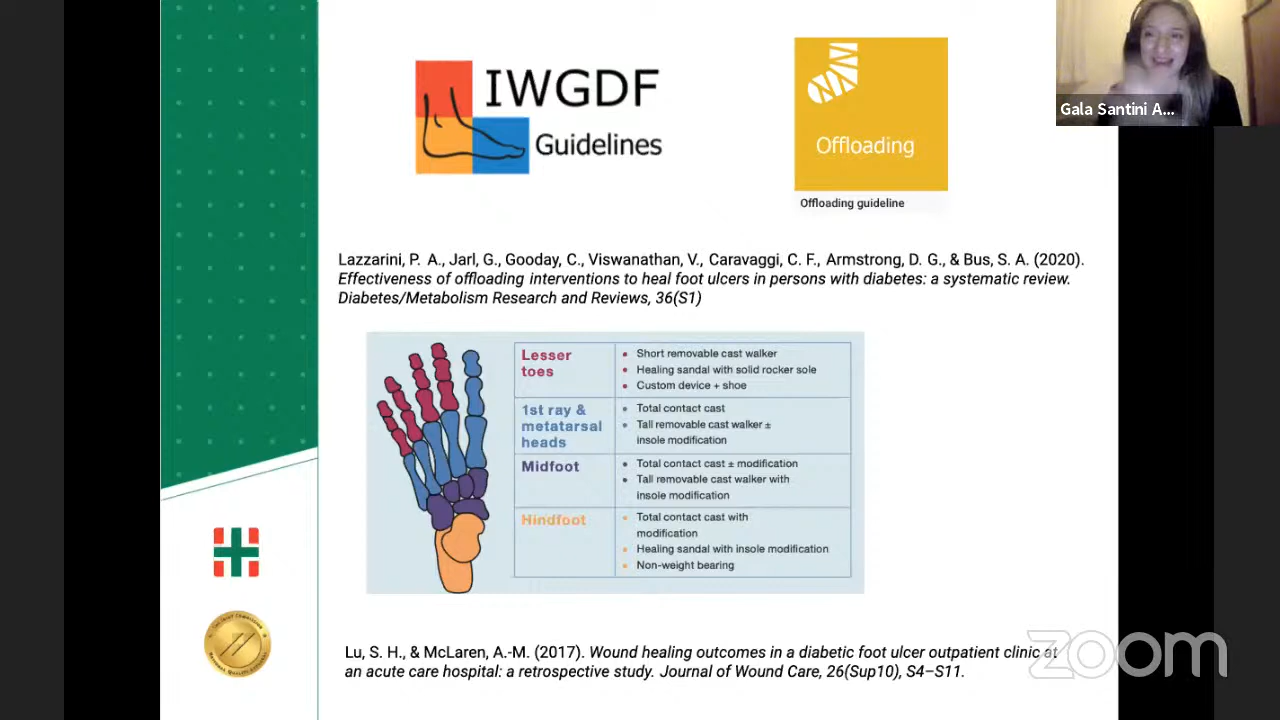 IWGDF
Guidelines
Offloading
Offloading guideline
Gala Santini A...
Lazzarini, P. A., Jarl, G., Gooday, C., Viswanathan, V., Caravaggi, C. F., Armstrong, D. G., & Bus, S. A. (2020).
Effectiveness of offloading interventions to heal foot ulcers in persons with diabetes: a systematic review.
Diabetes/Metabolism Research and Reviews, 36(S1)
Lesser
toes
• Short removable cast walker
• Healing sandal with solid rocker sole
• Custom device + shoe
1st ray &
metatarsal
heads
• Total contact cast
• Tall removable cast walker ±
insole modification
Midfoot
• Total contact cast ± modification
• Tall removable cast walker with
insole modification
Hindfoot
• Total contact cast with
modification
• Healing sandal with insole modification
• Non-weight bearing
Lu, S. H., & McLaren, A.-M. (2017). Wound healing outcomes in a diabetic foot ulcer outpatient clinic at
an acute care hospital: a retrospective study. Journal of Wound Care, 26(Sup10), S4–S11.
zoom